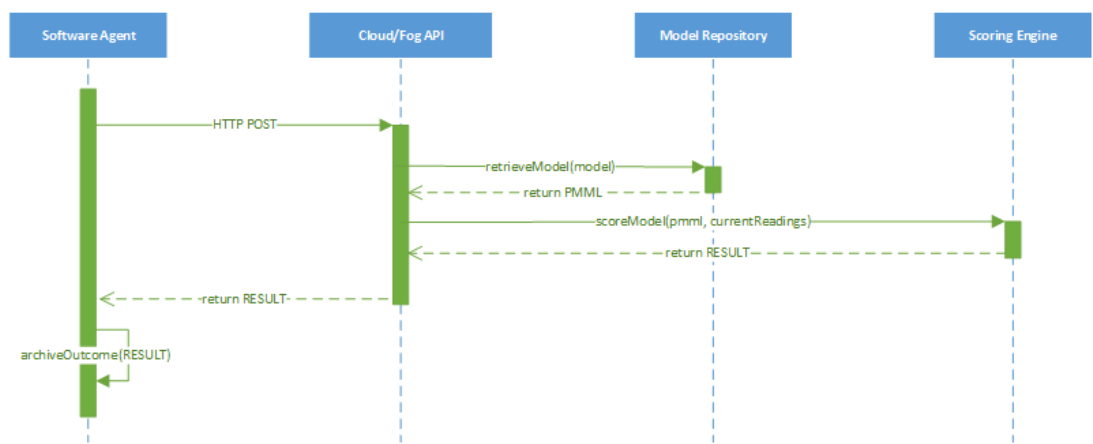 Software Agent
Cloud/Fog API
Model Repository
Scoring Engine
HTTP POST
retrieveModel(model)
return PMML
scoreModel(pmml, currentReadings)
return RESULT
return RESULT
archiveOutcome(RESULT)